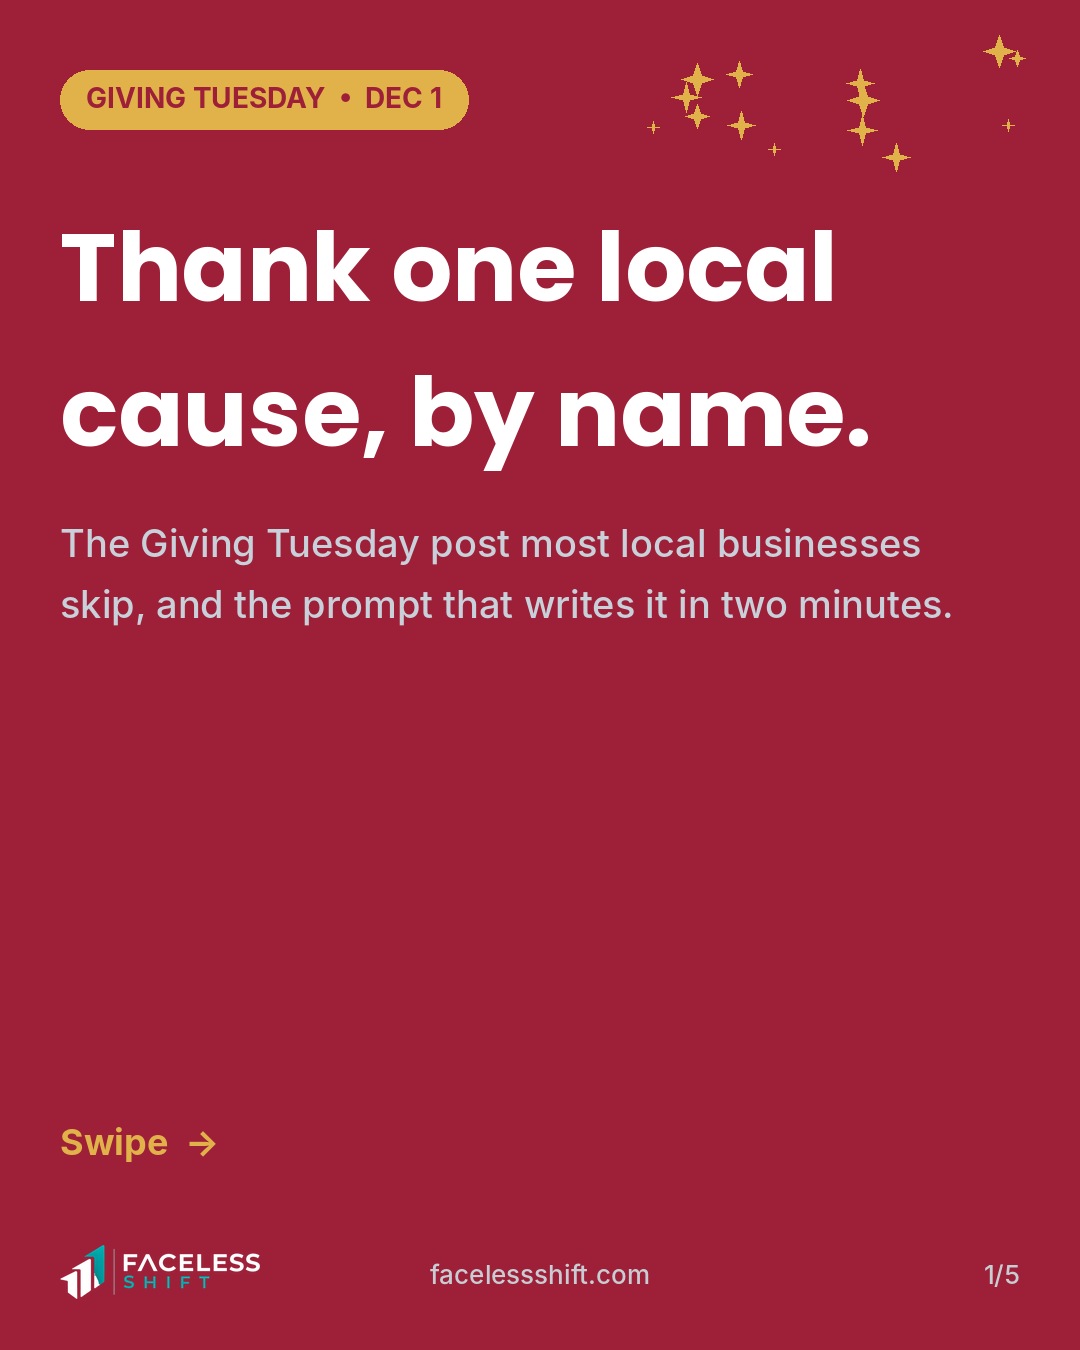 GIVING TUESDAY • DEC 1
Thank one local
cause, by name.
The Giving Tuesday post most local businesses
skip, and the prompt that writes it in two minutes.
Swipe →
FACELESS
SHIFT
facelessshift.com
1/5